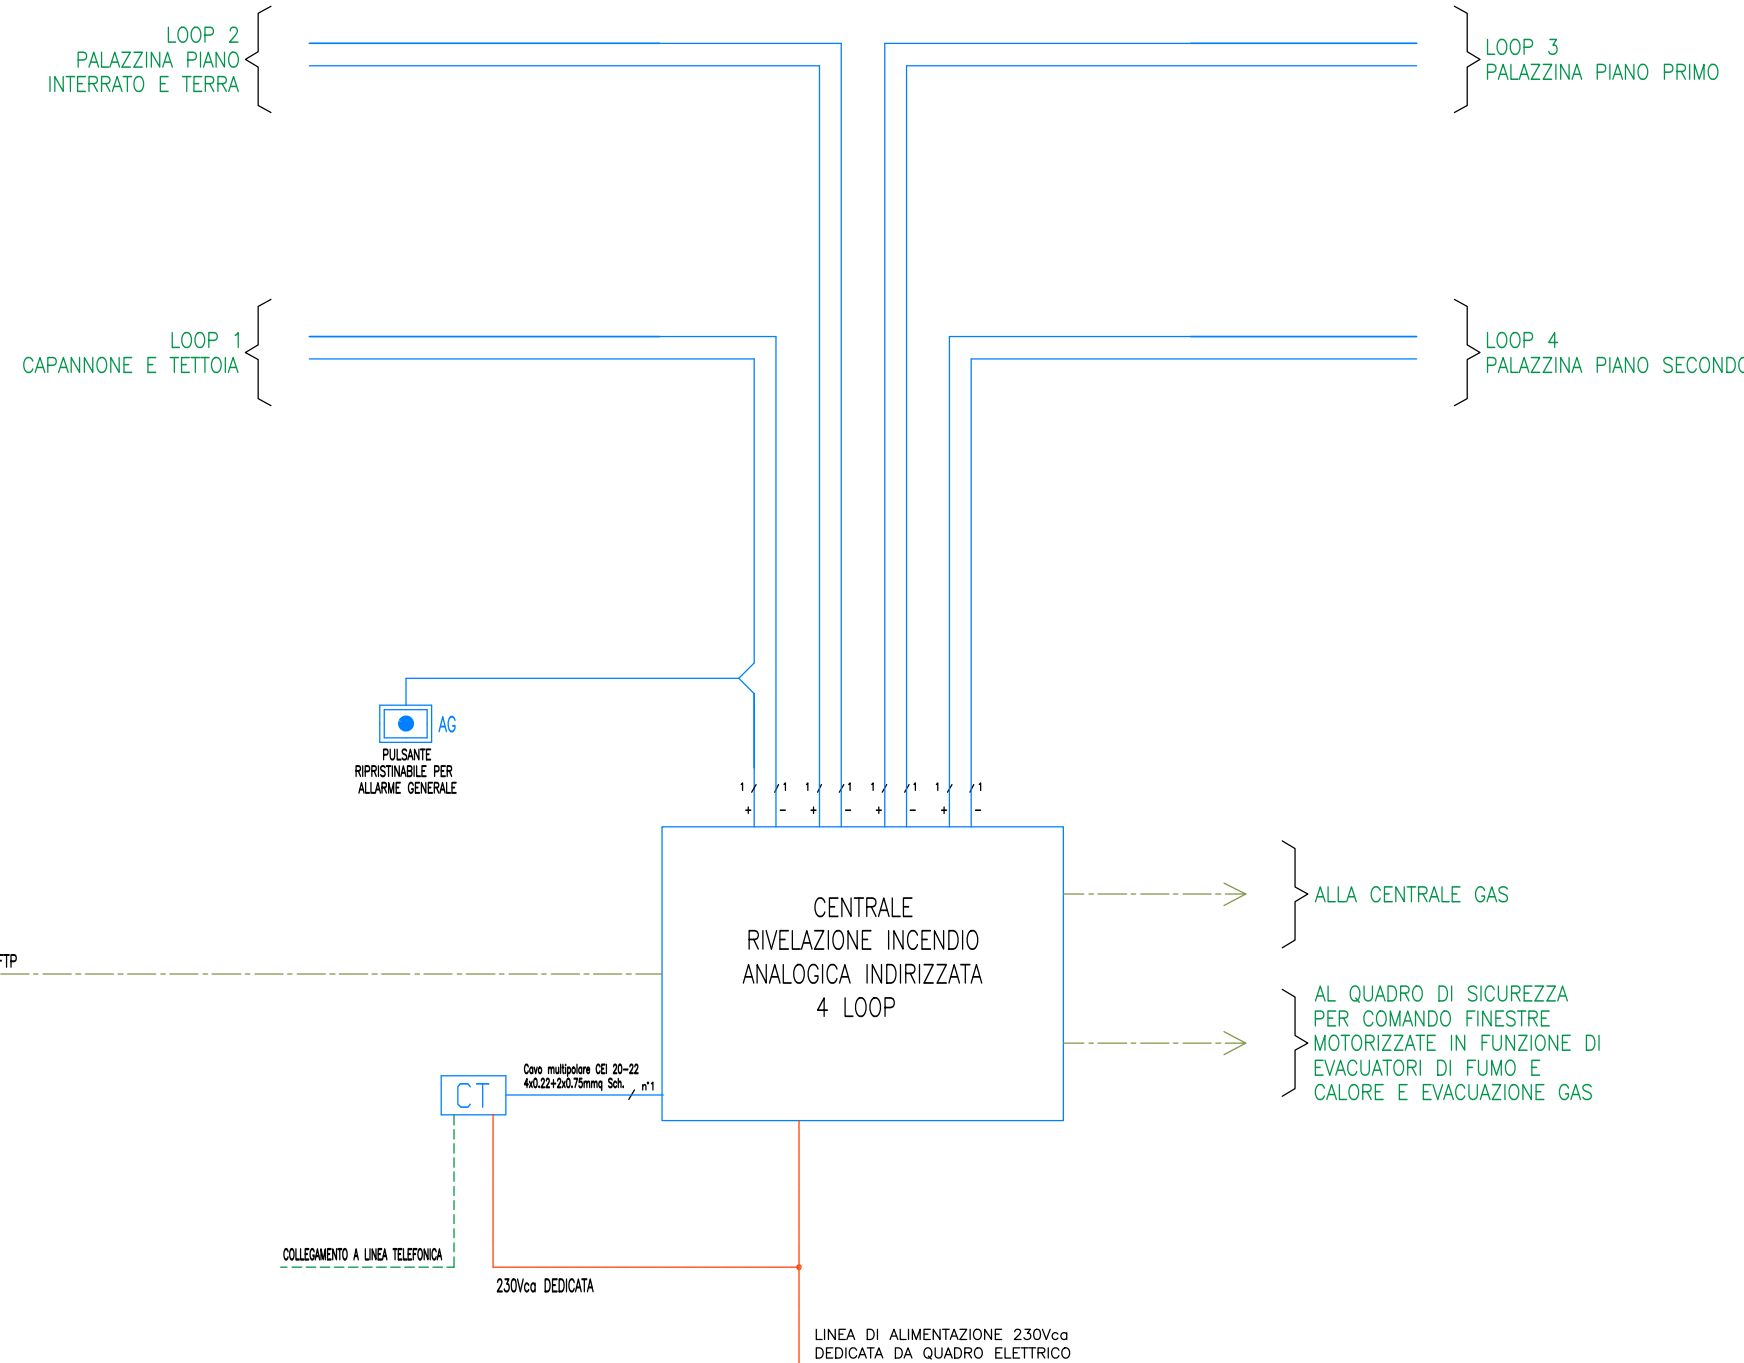 LOOP 2
PALAZZINA PIANO
INTERRATO E TERRA
LOOP 3
PALAZZINA PIANO PRIMO
LOOP 1
CAPANNONE E TETTOIA
LOOP 4
PALAZZINA PIANO SECONDO
AG
PULSANTE
RIPRISTINABILE PER
ALLARME GENERALE
1 1 1 1 1 1 1 1
+ - + - + - + -
CENTRALE
RIVELAZIONE INCENDIO
ANALOGICA INDIRIZZATA
4 LOOP
ALLA CENTRALE GAS
FTP
AL QUADRO DI SICUREZZA
PER COMANDO FINESTRE
MOTORIZZATE IN FUNZIONE DI
EVACUATORI DI FUMO E
CALORE E EVACUAZIONE GAS
Cavo multipolare CEI 20-22
4x0.22+2x0.75mmq Sch.
n°1
CT
COLLEGAMENTO A LINEA TELEFONICA
230Vca DEDICATA
LINEA DI ALIMENTAZIONE 230Vca
DEDICATA DA QUADRO ELETTRICO